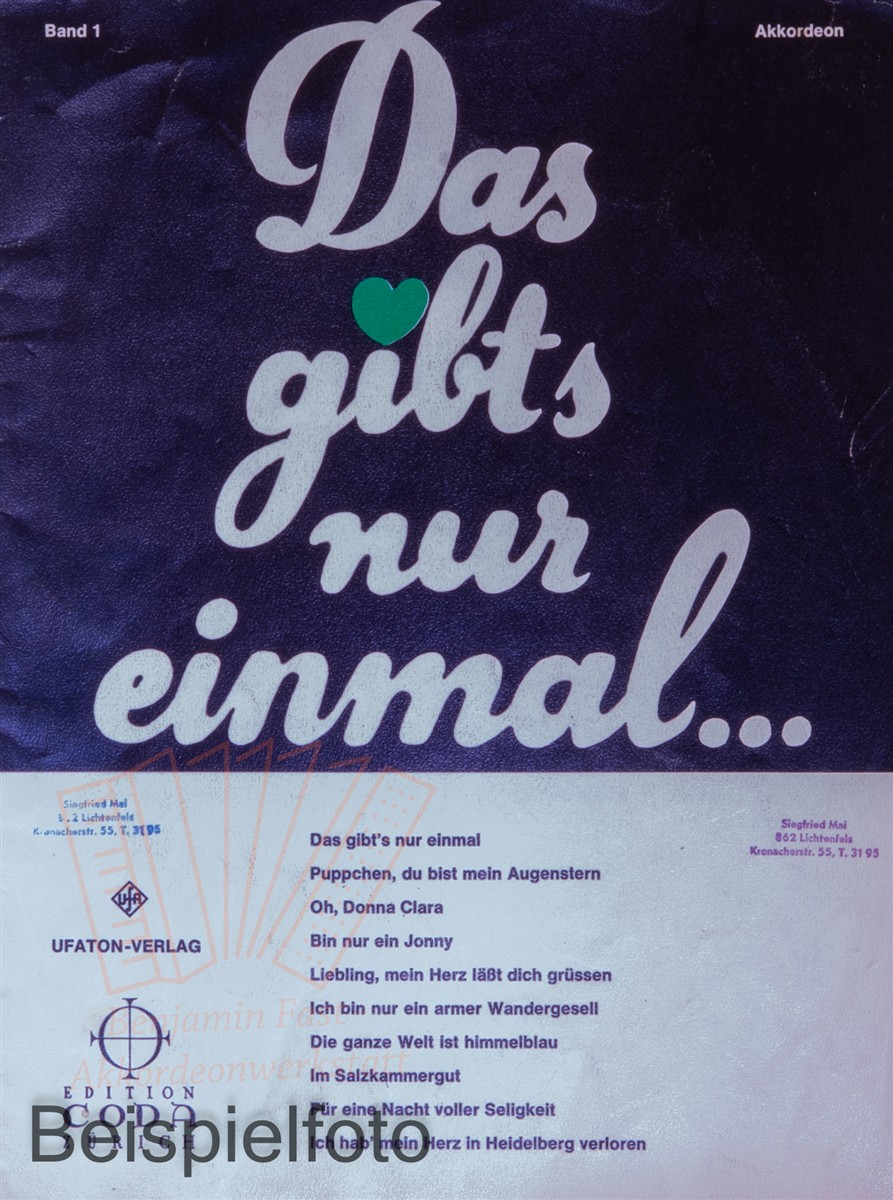 Band 1
Akkordeon
Das
gibts
nur
einmal...
Siegfried Mai
862 Lichtenfels
Kronacherstr. 55, T. 31 95
Siegfried Mai
862 Lichtenfels
Kronacherstr. 55, T. 31 95
UFA
UFATON-VERLAG
Das gibt's nur einmal
Puppchen, du bist mein Augenstern
Oh, Donna Clara
Bin nur ein Jonny
Liebling, mein Herz läßt dich grüssen
Ich bin nur ein armer Wandergesell
Die ganze Welt ist himmelblau
Im Salzkammergut
Für eine Nacht voller Seligkeit
Ich hab' mein Herz in Heidelberg verloren
Benjamin Fast
Akkordeonwerkstatt
EDITION
CODA
ZÜRICH
Beispielfoto